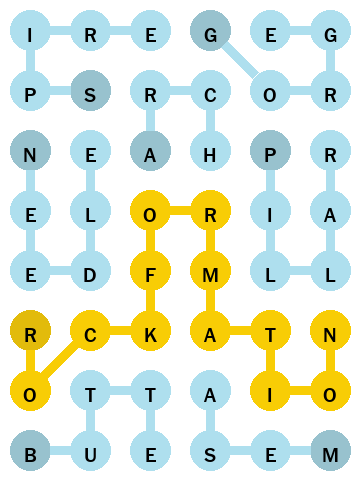 I R E G E G
P S R C O R
N E A H P R
E L O R I A
E D F M L L
R C K A T N
O T T A I O
B U E S E M